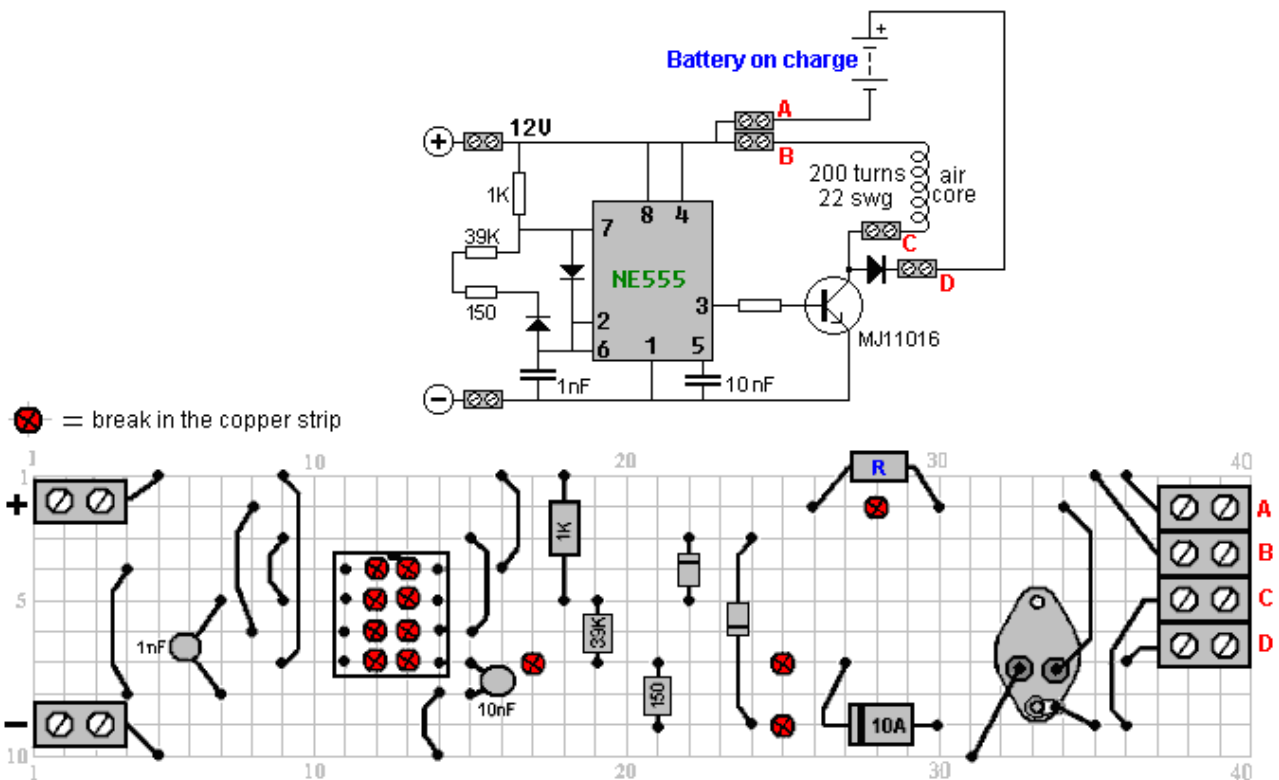 +
Battery on charge
A
+ 12V
B
200 turns
22 swg
air
core
1K
7
8 4
39K
C
NE555
D
150
3
2
6
1 5
MJ11016
1nF
10nF
−
= break in the copper strip
1 10 20 30 40
1
R
+
A
1K
B
5
C
39K
1nF
D
150
10nF
10A
−
10
1 10 20 30 40